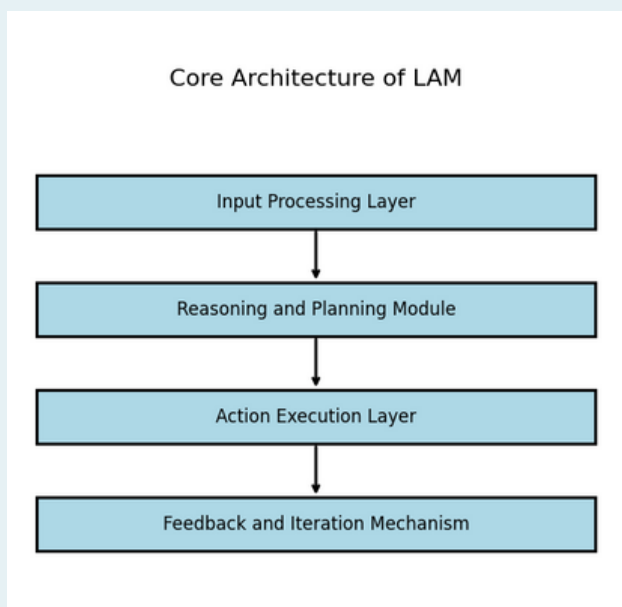 Core Architecture of LAM
Input Processing Layer
Reasoning and Planning Module
Action Execution Layer
Feedback and Iteration Mechanism